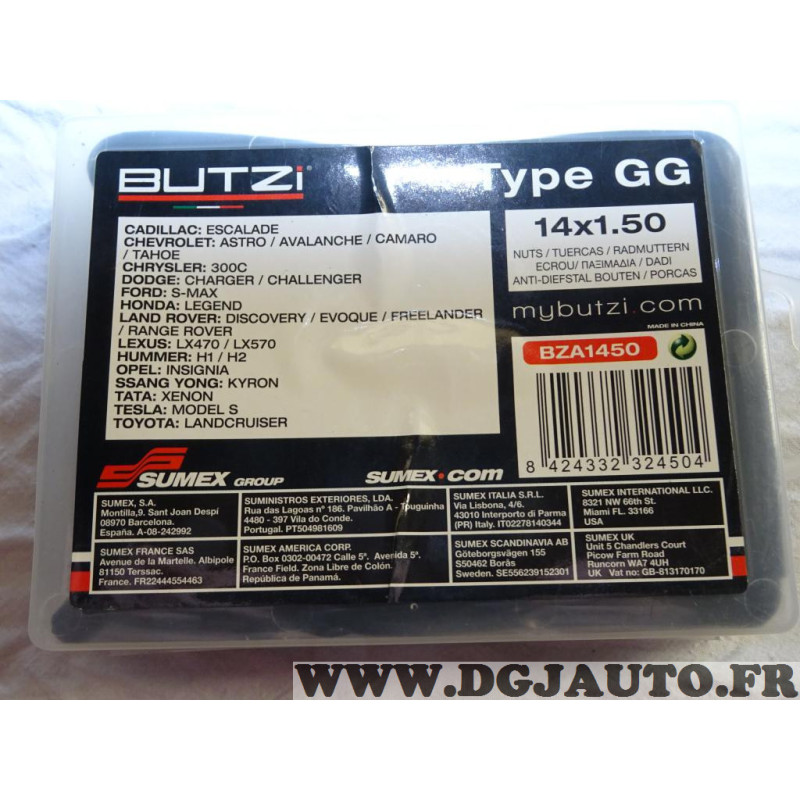 BUTZi®
Type GG
CADILLAC: ESCALADE
CHEVROLET: ASTRO / AVALANCHE / CAMARO
/ TAHOE
CHRYSLER: 300C
DODGE: CHARGER / CHALLENGER
FORD: S-MAX
HONDA: LEGEND
LAND ROVER: DISCOVERY / EVOQUE / FREELANDER
/ RANGE ROVER
LEXUS: LX470 / LX570
HUMMER: H1 / H2
OPEL: INSIGNIA
SSANG YONG: KYRON
TATA: XENON
TESLA: MODEL S
TOYOTA: LANDCRUISER
14x1.50
NUTS / TUERCAS / RADMUTTERN
ECROU/ ΠΑΞΙΜΑΔΙΑ / DADI
ANTI-DIEFSTAL BOUTEN / PORCAS
mybutzi.com
MADE IN CHINA
BZA1450
8 424332 324504
SUMEX GROUP
SUMEX.com
SUMEX, S.A.
Montilla,9. Sant Joan Despí
08970 Barcelona.
España. A-08-242992
SUMINISTROS EXTERIORES, LDA.
Rua das Lagoas nº 186. Pavilhão A - Touguinha
4480 - 397 Vila do Conde.
Portugal. PT504981609
SUMEX ITALIA S.R.L.
Via Lisbona, 4/6.
43010 Interporto di Parma
(PR) Italy. IT02278140344
SUMEX INTERNATIONAL LLC.
8321 NW 66th St.
Miami FL. 33166
USA
SUMEX FRANCE SAS
Avenue de la Martelle. Albipole
81150 Terssac.
France. FR22444554463
SUMEX AMERICA CORP.
P.O. Box 0302-00472 Calle 5ª, Avenida 5ª.
France Field. Zona Libre de Colón.
República de Panamá.
SUMEX SCANDINAVIA AB
Göteborgsvägen 155
S50462 Borås
Sweden. SE556239152301
SUMEX UK
Unit 5 Chandlers Court
Picow Farm Road
Runcorn WA7 4UH
UK Vat no: GB-813170170
WWW.DGJAUTO.FR